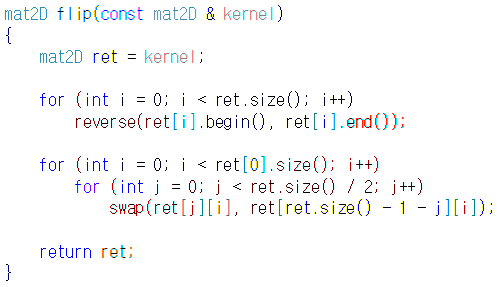 mat2D flip(const mat2D & kernel)
{
    mat2D ret = kernel;

    for (int i = 0; i < ret.size(); i++)
        reverse(ret[i].begin(), ret[i].end());

    for (int i = 0; i < ret[0].size(); i++)
        for (int j = 0; j < ret.size() / 2; j++)
            swap(ret[j][i], ret[ret.size() - 1 - j][i]);

    return ret;
}